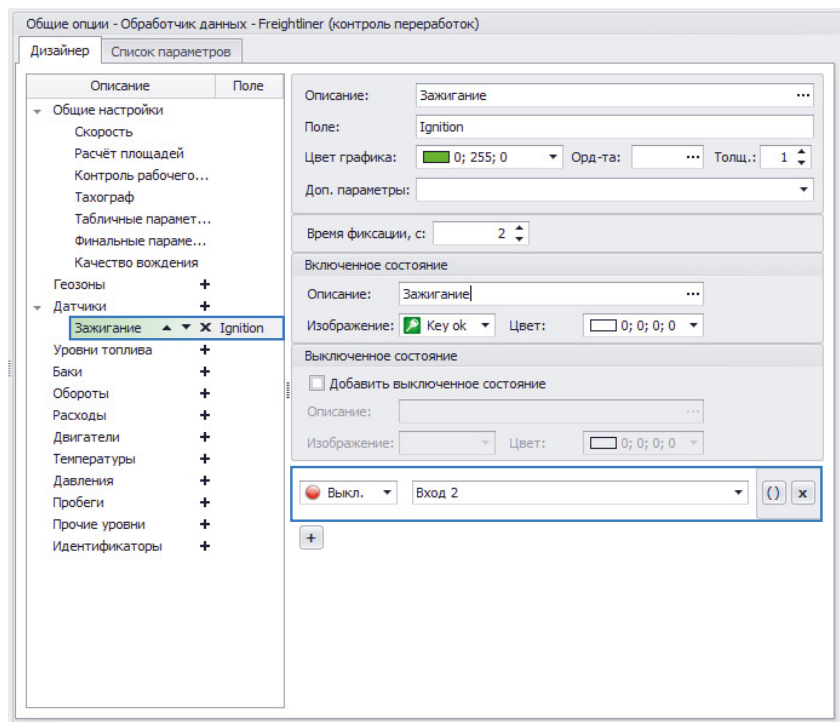 Общие опции - Обработчик данных - Freightliner (контроль переработок)
Дизайнер Список параметров
Описание Поле
Общие настройки
Скорость
Расчёт площадей
Контроль рабочего...
Тахограф
Табличные парамет...
Финальные параме...
Качество вождения
Геозоны +
Датчики +
Зажигание Ignition
Уровни топлива +
Баки +
Обороты +
Расходы +
Двигатели +
Температуры +
Давления +
Пробеги +
Прочие уровни +
Идентификаторы +
Описание: Зажигание ...
Поле: Ignition
Цвет графика: 0; 255; 0 Орд-та: ... Толщ.: 1
Доп. параметры:
Время фиксации, с: 2
Включенное состояние
Описание: Зажигание ...
Изображение: Key ok Цвет: 0; 0; 0; 0
Выключенное состояние
Добавить выключенное состояние
Описание: ...
Изображение: Цвет: 0; 0; 0; 0
Выкл. Вход 2 () x
+